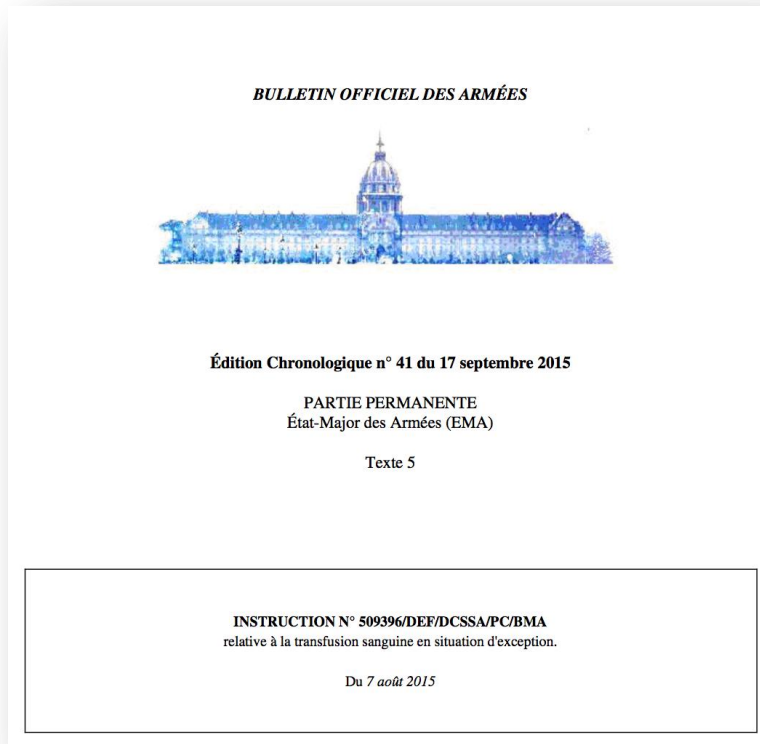 BULLETIN OFFICIEL DES ARMÉES
Édition Chronologique n° 41 du 17 septembre 2015
PARTIE PERMANENTE
État-Major des Armées (EMA)
Texte 5
INSTRUCTION N° 509396/DEF/DCSSA/PC/BMA
relative à la transfusion sanguine en situation d'exception.
Du 7 août 2015